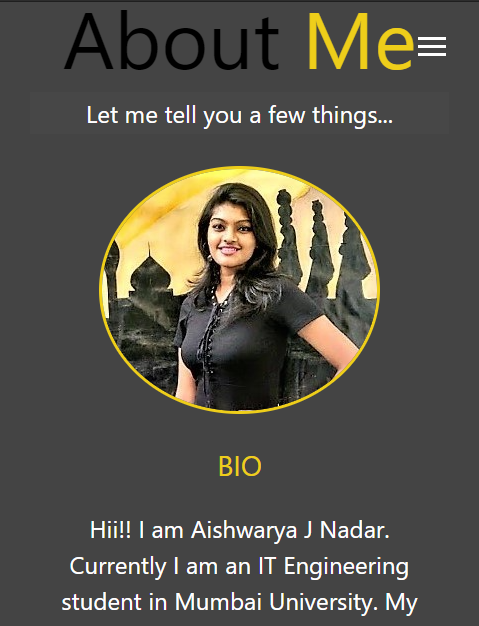 About Me
Let me tell you a few things...
BIO
Hii!! I am Aishwarya J Nadar.
Currently I am an IT Engineering
student in Mumbai University. My